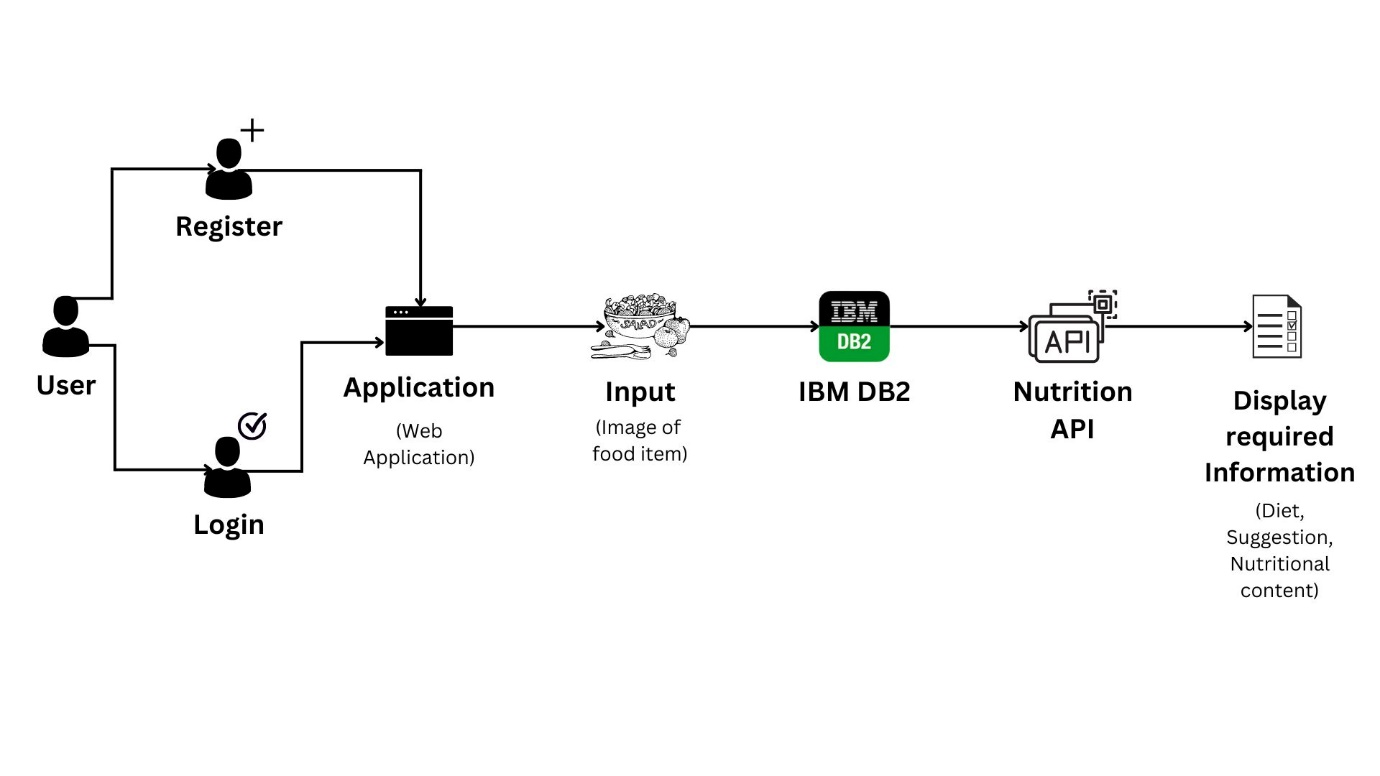 Register
User
Login
Application
(Web
Application)
SALAD
Input
(Image of
food item)
IBM
DB2
IBM DB2
API
Nutrition
API
Display
required
Information
(Diet,
Suggestion,
Nutritional
content)